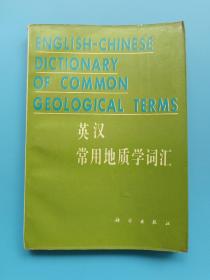 ENGLISH-CHINESE
DICTIONARY
OF COMMON
GEOLOGICAL TERMS
英汉
常用地质学词汇
科学出版社